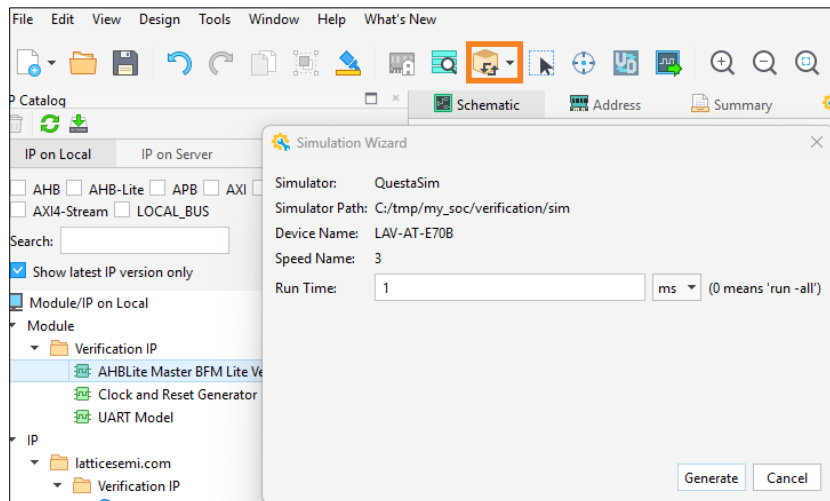 File Edit View Design Tools Window Help What's New
P Catalog
Schematic Address Summary
IP on Local IP on Server
AHB AHB-Lite APB AXI
AXI4-Stream LOCAL_BUS
Search:
Show latest IP version only
Module/IP on Local
Module
Verification IP
AHBLite Master BFM Lite Ve
Clock and Reset Generator
UART Model
IP
latticesemi.com
Verification IP
Simulation Wizard
Simulator: QuestaSim
Simulator Path: C:/tmp/my_soc/verification/sim
Device Name: LAV-AT-E70B
Speed Name: 3
Run Time: 1 ms (0 means 'run -all')
Generate Cancel